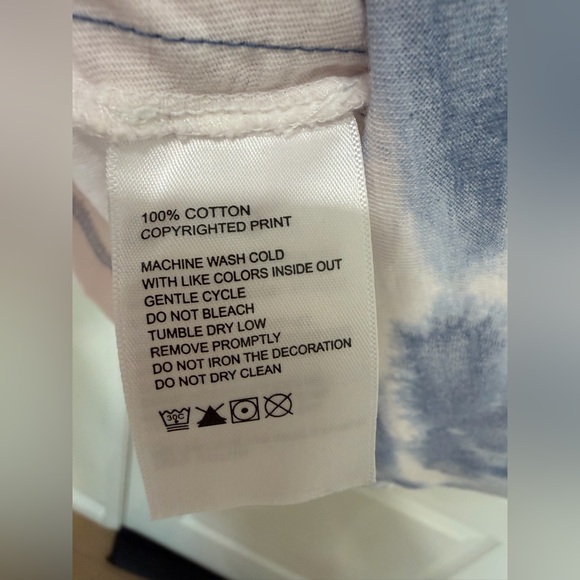 100% COTTON
COPYRIGHTED PRINT
MACHINE WASH COLD
WITH LIKE COLORS INSIDE OUT
GENTLE CYCLE
DO NOT BLEACH
TUMBLE DRY LOW
REMOVE PROMPTLY
DO NOT IRON THE DECORATION
DO NOT DRY CLEAN
30C